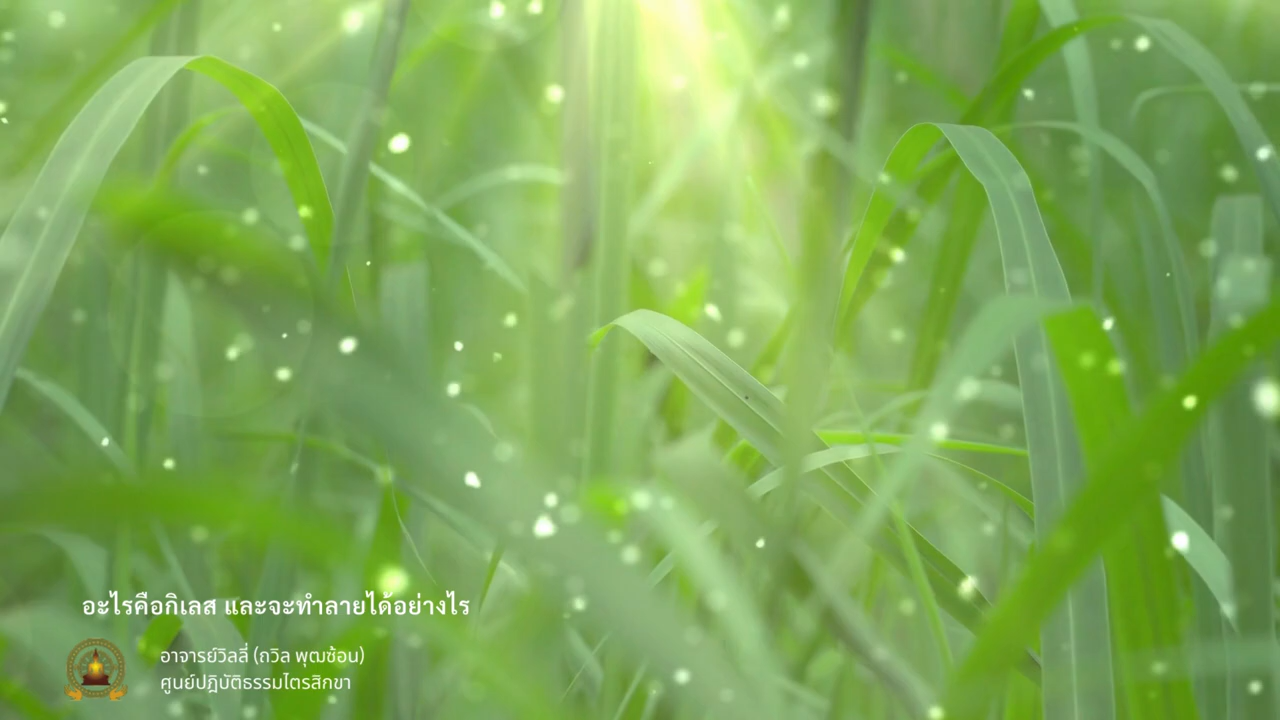 อะไรคือกิเลส และจะทำลายได้อย่างไร
อาจารย์วิลลี่ (ถวิล พุฒซ้อน)
ศูนย์ปฏิบัติธรรมไตรสิกขา